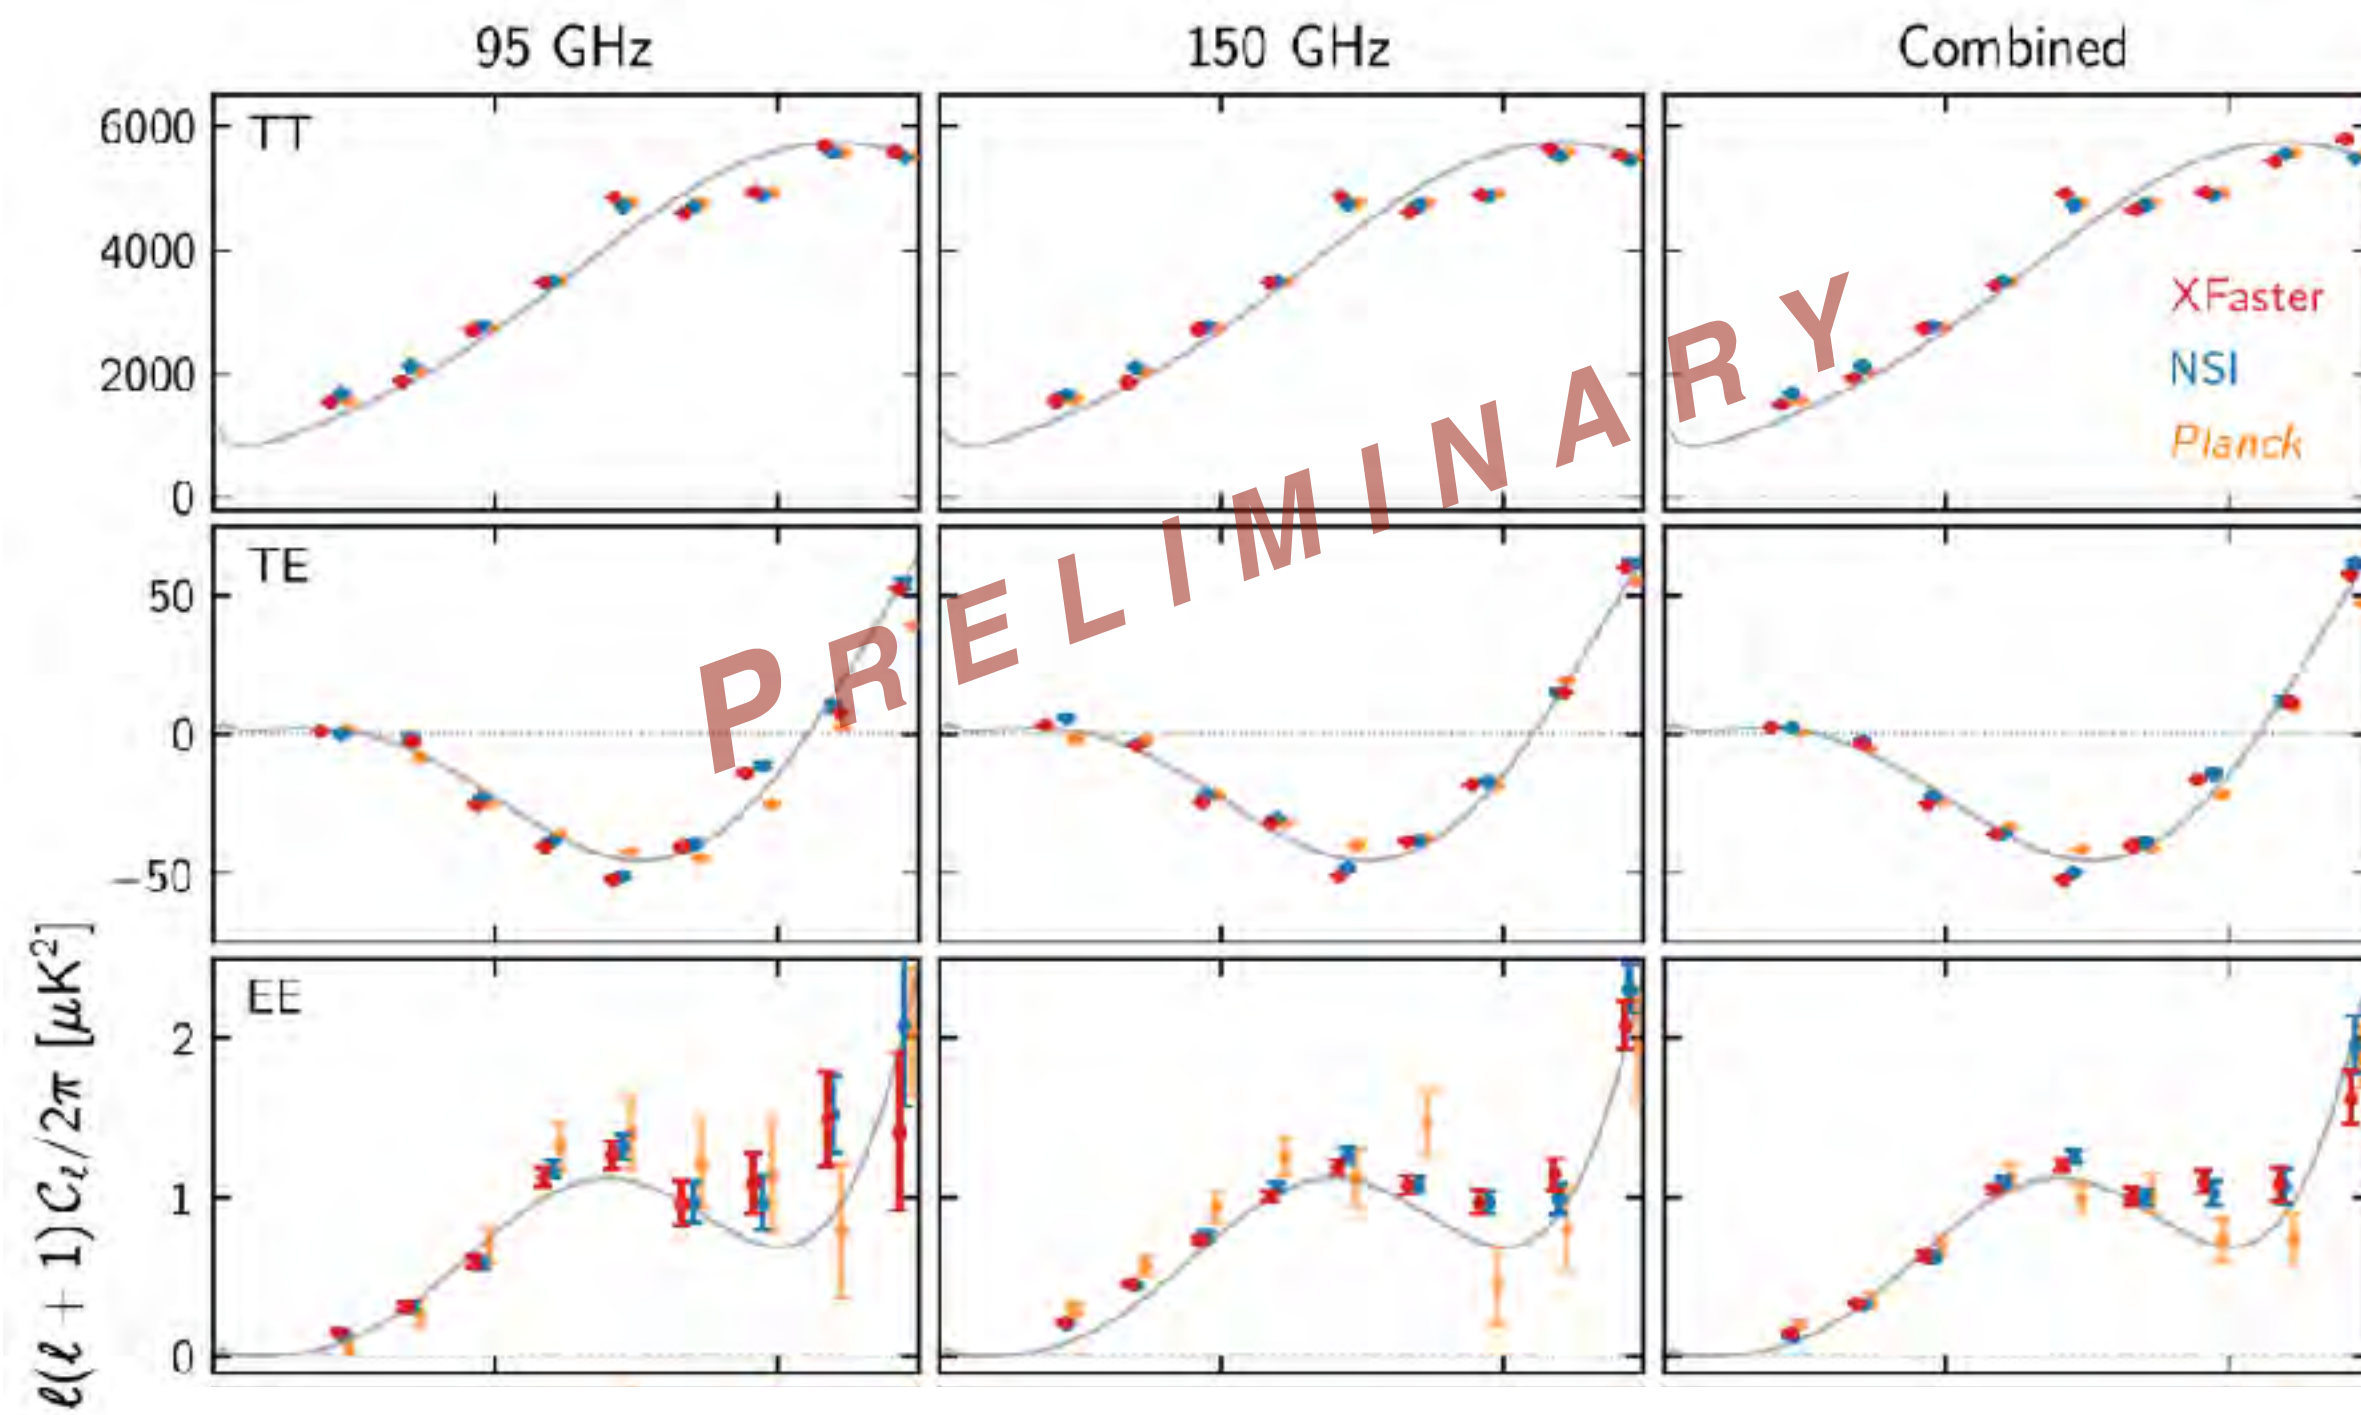 95 GHz
150 GHz
Combined
TT
6000
4000
2000
0
XFaster
NSI
Planck
PRELIMINARY
TE
50
0
−50
EE
2
1
0
ℓ(ℓ + 1)C_ℓ/2π [μK²]